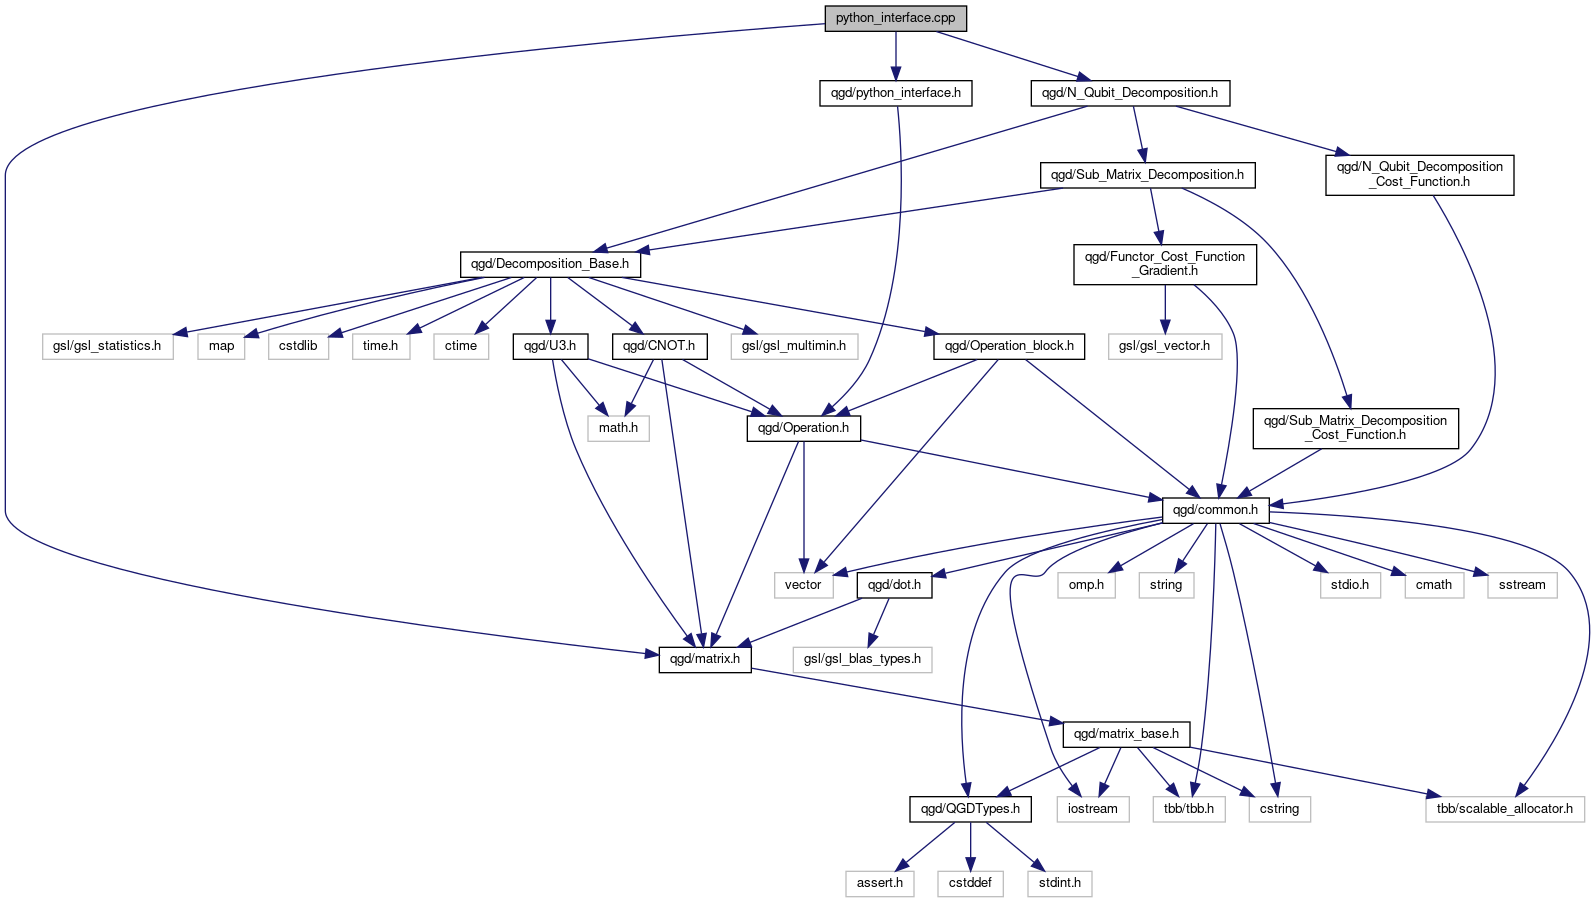 python_interface.cpp
qgd/python_interface.h
qgd/N_Qubit_Decomposition.h
qgd/Sub_Matrix_Decomposition.h
qgd/N_Qubit_Decomposition
_Cost_Function.h
qgd/Decomposition_Base.h
qgd/Functor_Cost_Function
_Gradient.h
gsl/gsl_statistics.h
map
cstdlib
time.h
ctime
qgd/U3.h
qgd/CNOT.h
gsl/gsl_multimin.h
qgd/Operation_block.h
gsl/gsl_vector.h
math.h
qgd/Operation.h
qgd/Sub_Matrix_Decomposition
_Cost_Function.h
qgd/common.h
vector
qgd/dot.h
omp.h
string
stdio.h
cmath
sstream
qgd/matrix.h
gsl/gsl_blas_types.h
qgd/matrix_base.h
qgd/QGDTypes.h
iostream
tbb/tbb.h
cstring
tbb/scalable_allocator.h
assert.h
cstddef
stdint.h